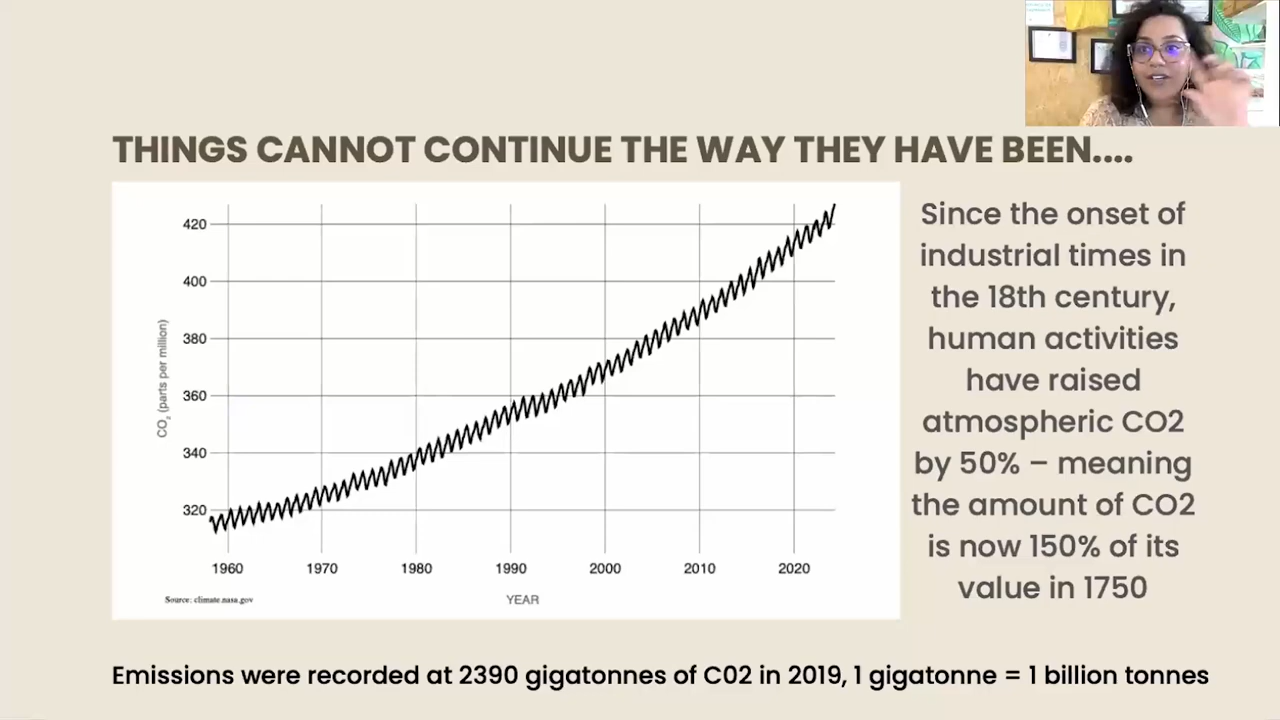 THINGS CANNOT CONTINUE THE WAY THEY HAVE BEEN....
420
400
380
360
340
320
CO₂ (parts per million)
1960 1970 1980 1990 2000 2010 2020
YEAR
Source: climate.nasa.gov
Since the onset of
industrial times in
the 18th century,
human activities
have raised
atmospheric CO2
by 50% – meaning
the amount of CO2
is now 150% of its
value in 1750
Emissions were recorded at 2390 gigatonnes of C02 in 2019, 1 gigatonne = 1 billion tonnes